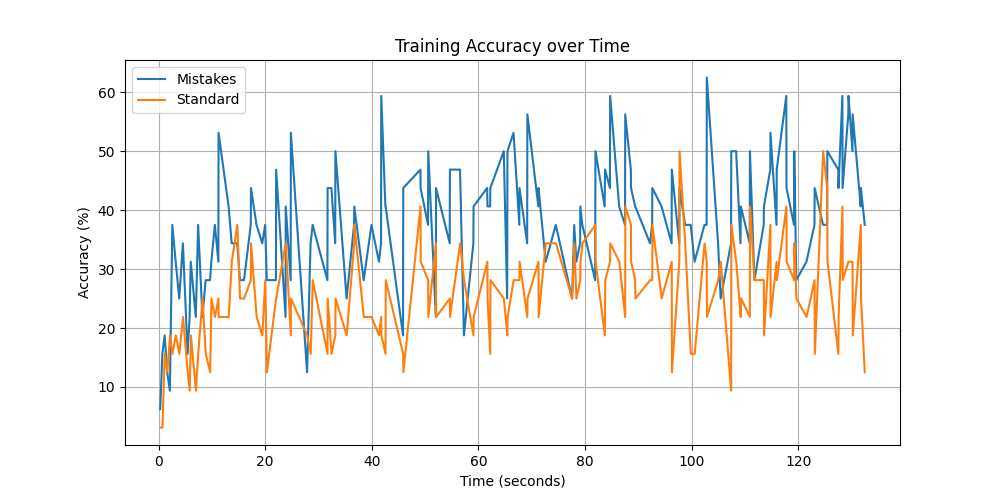 Training Accuracy over Time
Mistakes
Standard
Accuracy (%)
60
50
40
30
20
10
0 20 40 60 80 100 120
Time (seconds)